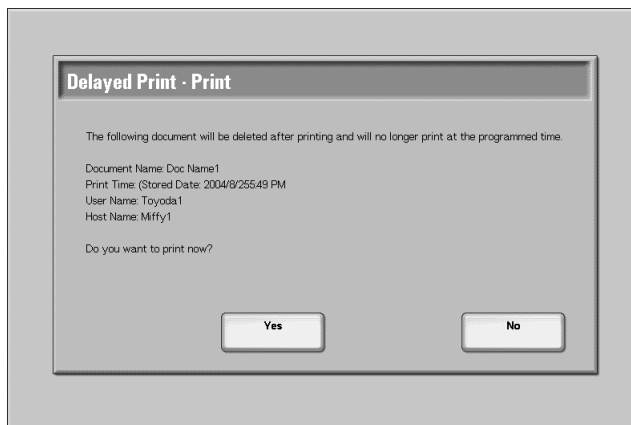 Delayed Print - Print
The following document will be deleted after printing and will no longer print at the programmed time.
Document Name: Doc Name1
Print Time: (Stored Date: 2004/8/255:49 PM
User Name: Toyoda1
Host Name: Miffy1
Do you want to print now?
Yes
No